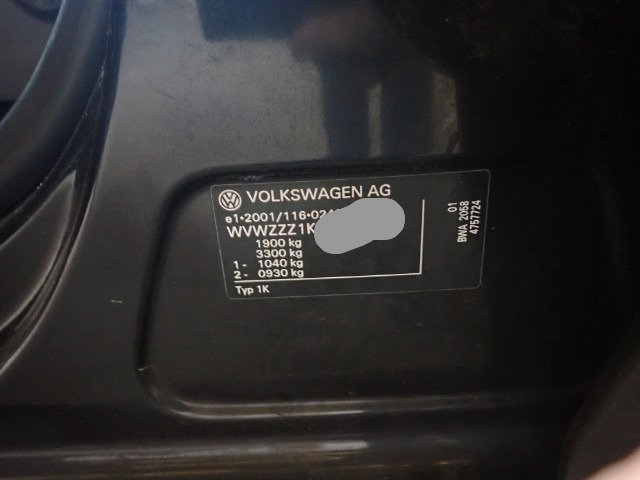 VOLKSWAGEN AG
e1*2001/116-024
WVWZZZ1K
1900 kg
3300 kg
1 - 1040 kg
2 - 0930 kg
Typ 1K
01
BWA 2058
4757724